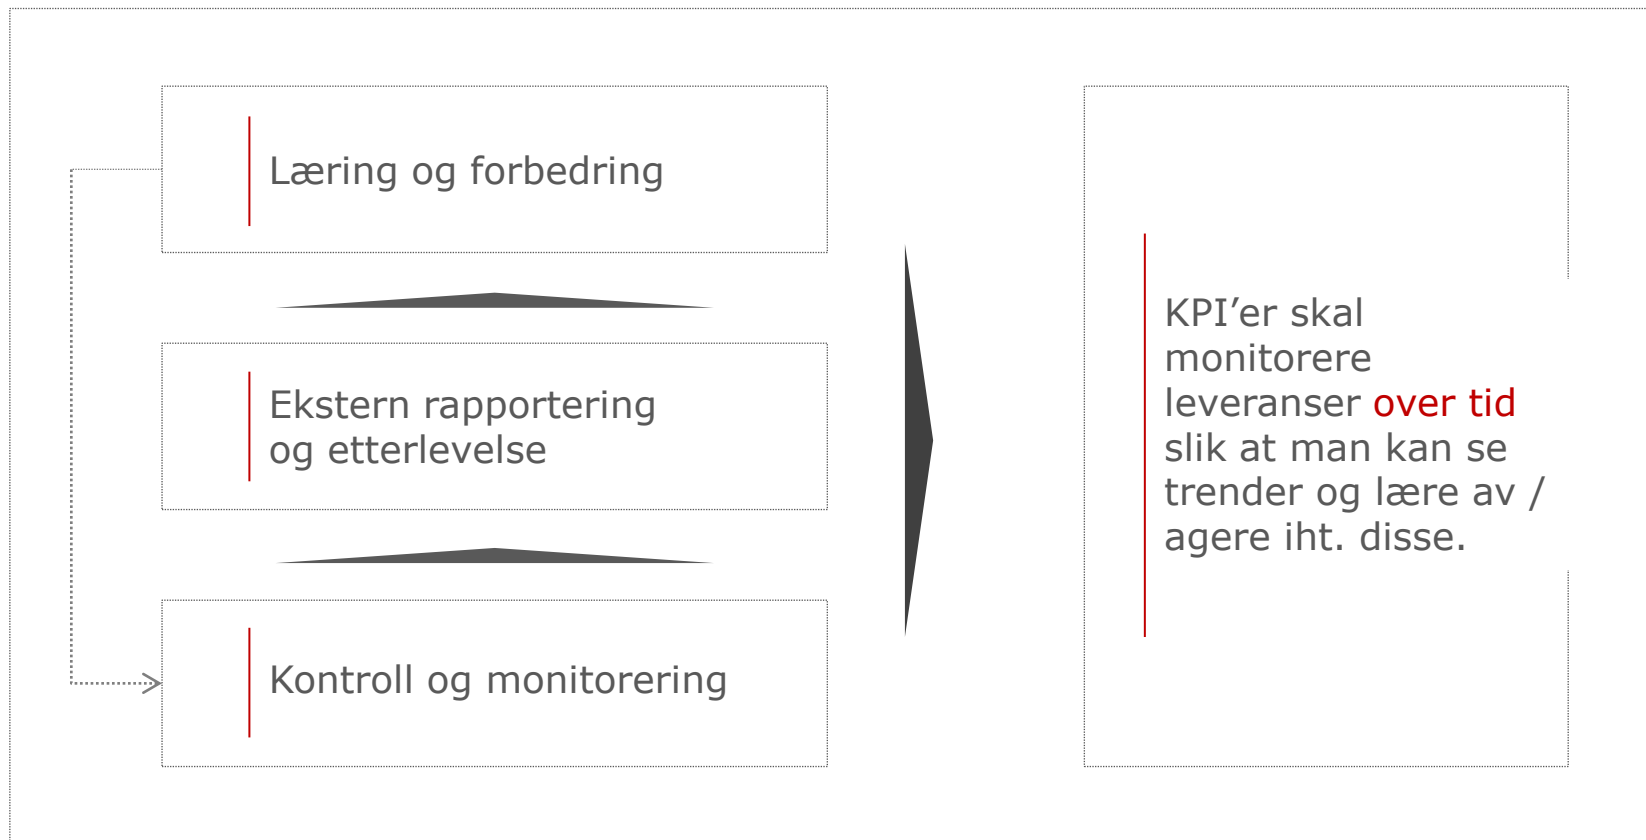 Læring og forbedring
Ekstern rapportering
og etterlevelse
Kontroll og monitorering
KPI’er skal
monitorere
leveranser over tid
slik at man kan se
trender og lære av /
agere iht. disse.